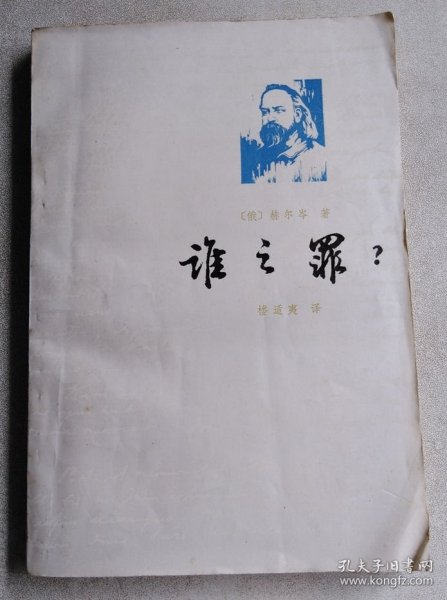 〔俄〕赫尔岑 著
谁之罪?
楼适夷 译
孔夫子旧书网
www.kongfz.com